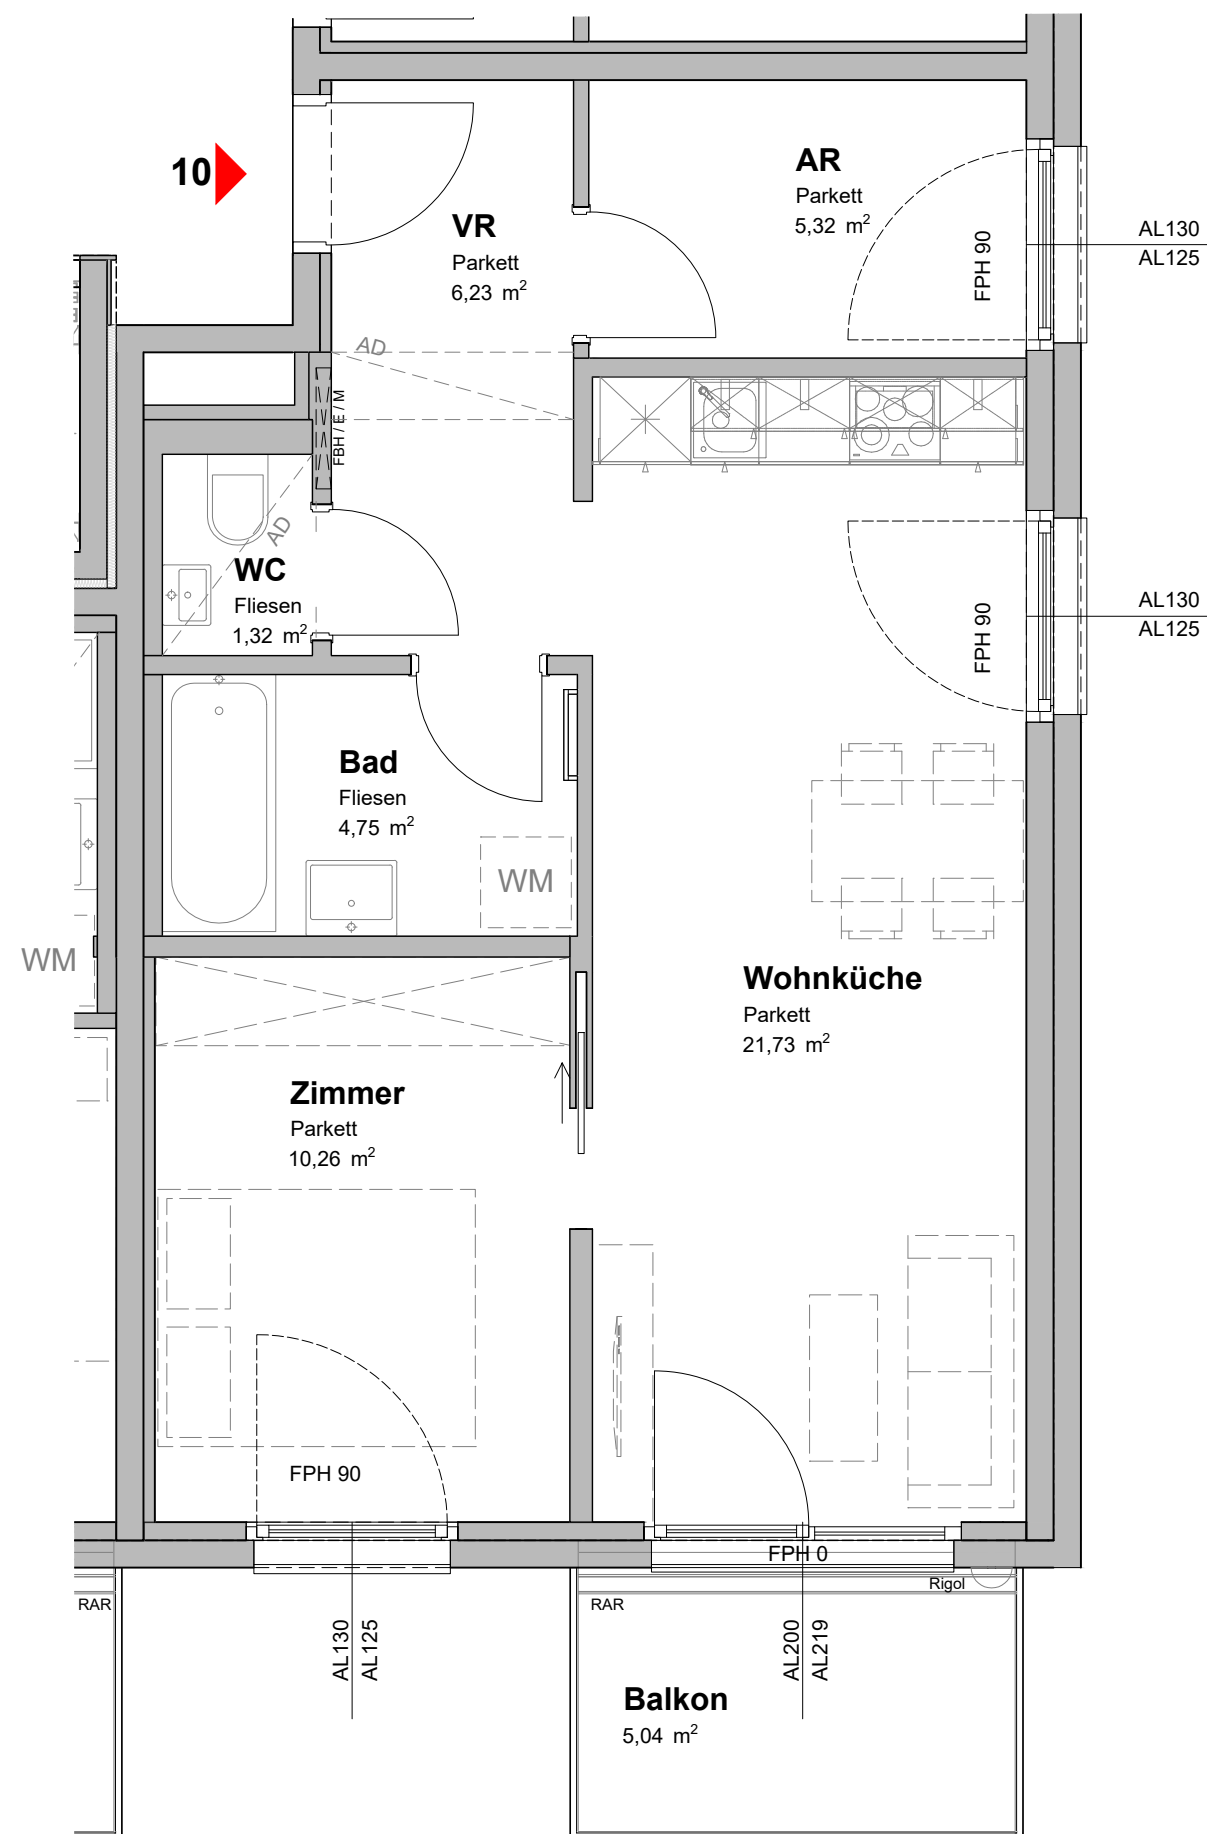 10
VR
Parkett
6,23 m²
AR
Parkett
5,32 m²
FPH 90
AL130
AL125
AD
FBH / E / M
AD
WC
Fliesen
1,32 m²
FPH 90
AL130
AL125
Bad
Fliesen
4,75 m²
WM
WM
Wohnküche
Parkett
21,73 m²
Zimmer
Parkett
10,26 m²
FPH 90
FPH 0
Rigol
RAR
RAR
AL130
AL125
AL200
AL219
Balkon
5,04 m²